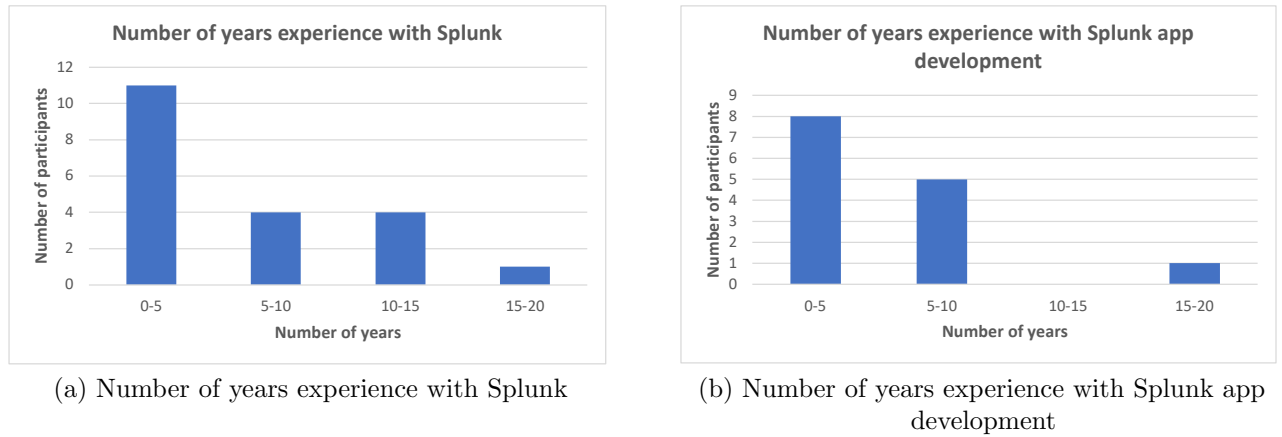 Number of years experience with Splunk
Number of participants
12
10
8
6
4
2
0
0-5
5-10
10-15
15-20
Number of years
(a) Number of years experience with Splunk
Number of years experience with Splunk app
development
Number of participants
9
8
7
6
5
4
3
2
1
0
0-5
5-10
10-15
15-20
Number of years
(b) Number of years experience with Splunk app
development